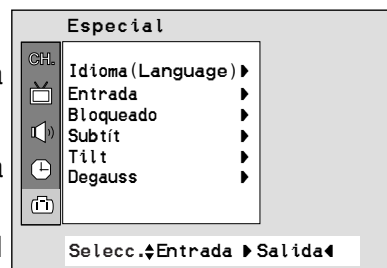 Especial
CH.
Idioma(Language)▶
Entrada ▶
Bloqueado ▶
Subtít ▶
Tilt ▶
Degauss ▶
Selecc.▲▼Entrada ▶Salida◀